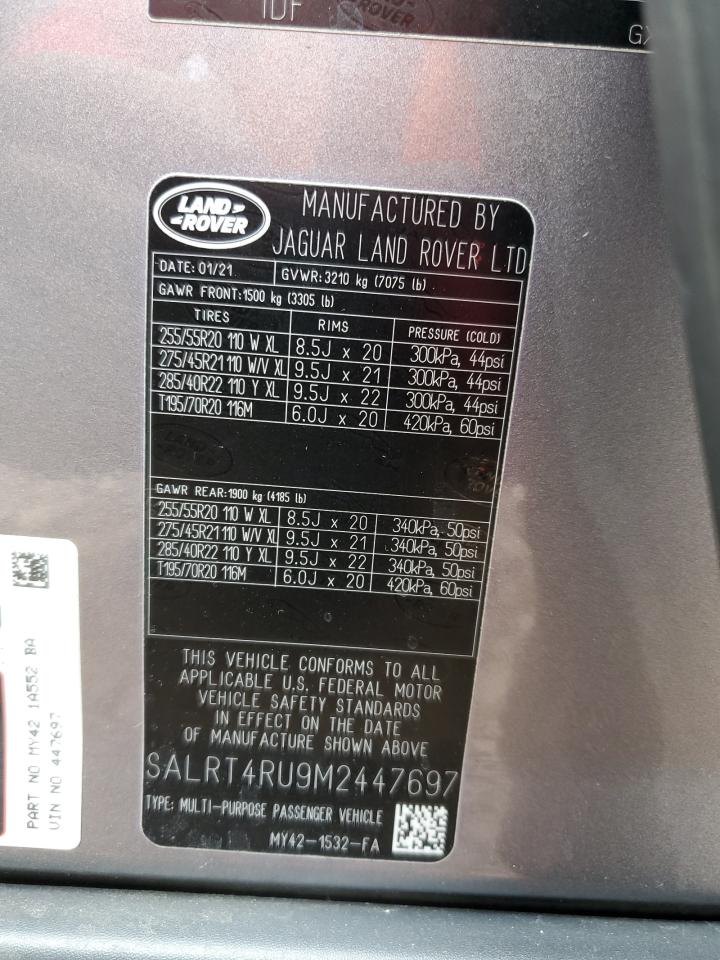 TDF
LAND
ROVER
LAND ROVER
MANUFACTURED BY
JAGUAR LAND ROVER LTD
DATE: 01/21 GVWR: 3210 kg (7075 lb)
GAWR FRONT: 1500 kg (3305 lb)
TIRES RIMS PRESSURE (COLD)
255/55R20 110 W XL 8.5J x 20 300kPa, 44psi
275/45R21 110 W/V XL 9.5J x 21 300kPa, 44psi
285/40R22 110 Y XL 9.5J x 22 300kPa, 44psi
T195/70R20 116M 6.0J x 20 420kPa, 60psi
GAWR REAR: 1900 kg (4185 lb)
255/55R20 110 W XL 8.5J x 20 340kPa, 50psi
275/45R21 110 W/V XL 9.5J x 21 340kPa, 50psi
285/40R22 110 Y XL 9.5J x 22 340kPa, 50psi
T195/70R20 116M 6.0J x 20 420kPa, 60psi
THIS VEHICLE CONFORMS TO ALL
APPLICABLE U.S. FEDERAL MOTOR
VEHICLE SAFETY STANDARDS
IN EFFECT ON THE DATE
OF MANUFACTURE SHOWN ABOVE
SALRT4RU9M2447697
TYPE: MULTI-PURPOSE PASSENGER VEHICLE
MY42-1532-FA
PART NO MY42 1A552 BA
VIN NO 447697